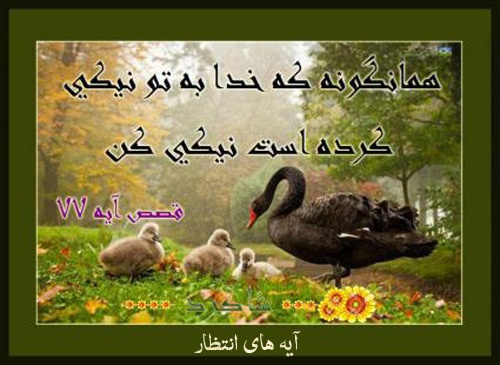 همانگونه که خدا به تو نیکی
کرده است نیکی کن
قصص آیه ۷۷
آیه های انتظار